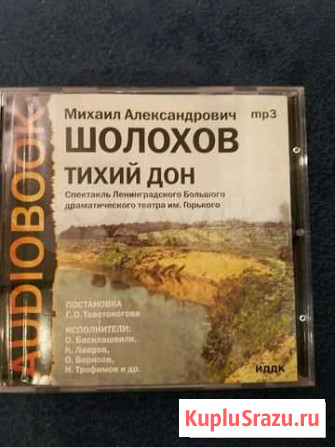 AUDIOBOOK
Михаил Александрович mp3
ШОЛОХОВ
ТИХИЙ ДОН
Спектакль Ленинградского Большого
драматического театра им. Горького
ПОСТАНОВКА
Г. О. Товстоногова
ИСПОЛНИТЕЛИ:
О. Басилашвили,
К. Лавров,
О. Борисов,
Н. Трофимов и др.
ИДДК
KupluSrazu.ru